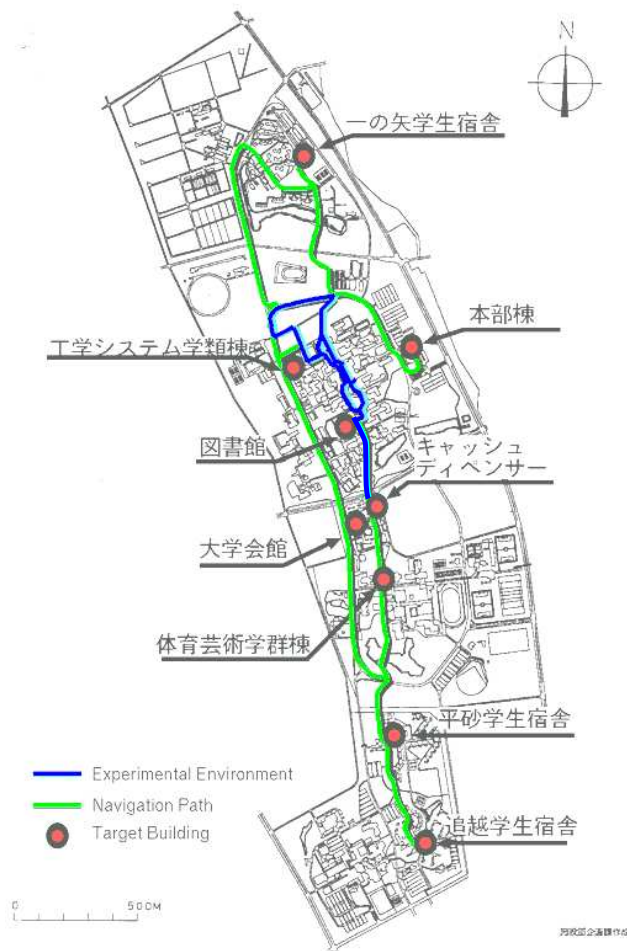 N
一の矢学生宿舎
本部棟
工学システム学類棟
図書館
キャッシュ
ディペンサー
大学会館
体育芸術学群棟
平砂学生宿舎
追越学生宿舎
Experimental Environment
Navigation Path
Target Building
0 500M